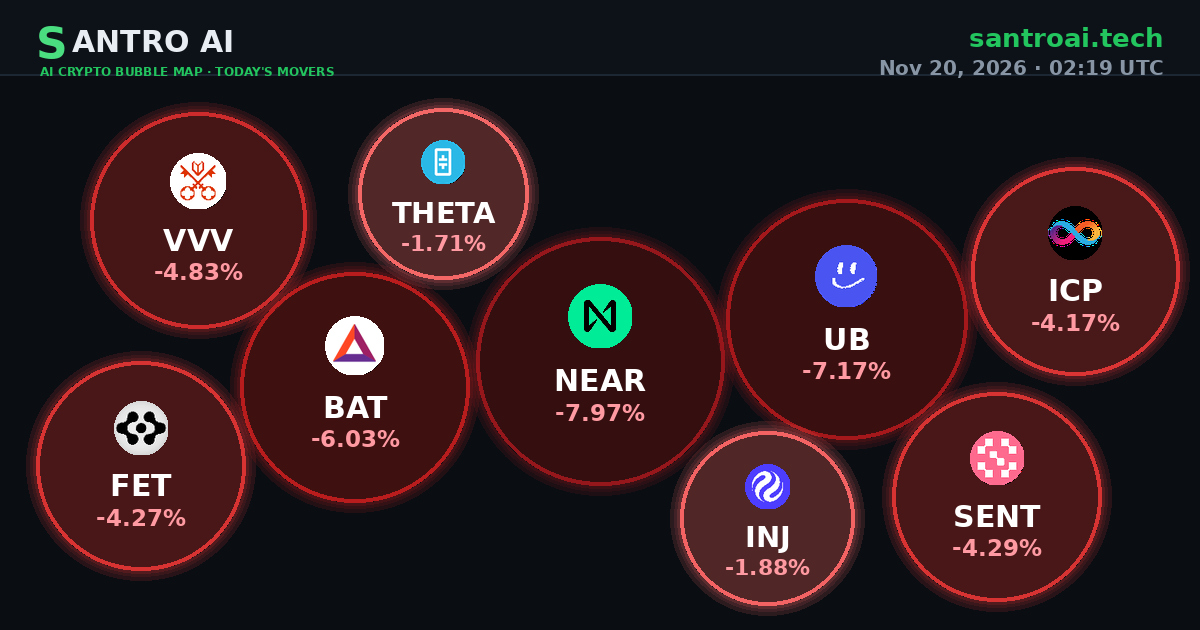 SANTRO AI
AI CRYPTO BUBBLE MAP · TODAY'S MOVERS
santroai.tech
Nov 20, 2026 · 02:19 UTC
VVV
-4.83%
THETA
-1.71%
ICP
-4.17%
UB
-7.17%
NEAR
-7.97%
BAT
-6.03%
FET
-4.27%
INJ
-1.88%
SENT
-4.29%